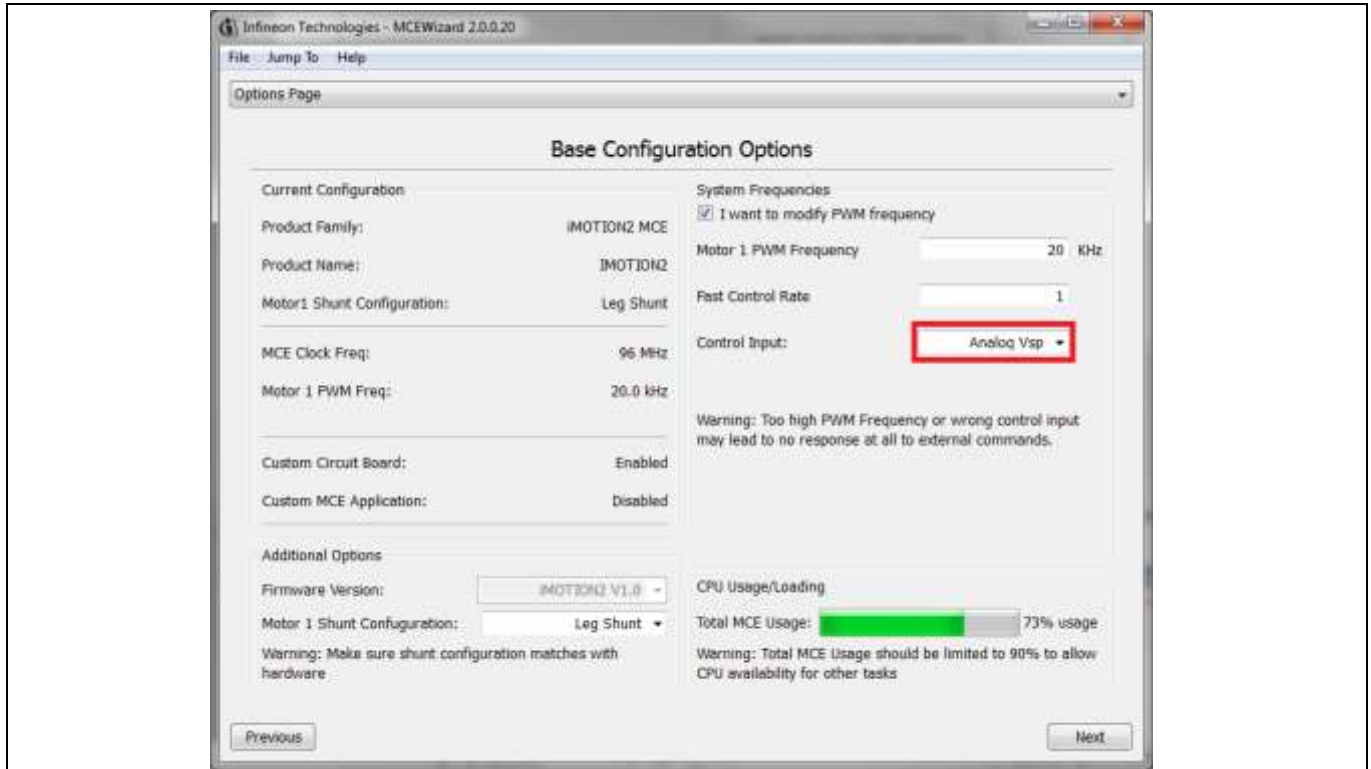 Infineon Technologies - MCEWizard 2.0.0.20
File Jump To Help
Options Page
Base Configuration Options
Current Configuration
Product Family: iMOTION2 MCE
Product Name: IMOTION2
Motor1 Shunt Configuration: Leg Shunt
MCE Clock Freq: 96 MHz
Motor 1 PWM Freq: 20.0 kHz
Custom Circuit Board: Enabled
Custom MCE Application: Disabled
Additional Options
Firmware Version: iMOTION2 V1.0
Motor 1 Shunt Confuguration: Leg Shunt
Warning: Make sure shunt configuration matches with
hardware
System Frequencies
I want to modify PWM frequency
Motor 1 PWM Frequency 20 KHz
Fast Control Rate 1
Control Input: Analog Vsp
Warning: Too high PWM Frequency or wrong control input
may lead to no response at all to external commands.
CPU Usage/Loading
Total MCE Usage: 73% usage
Warning: Total MCE Usage should be limited to 90% to allow
CPU availability for other tasks
Previous Next